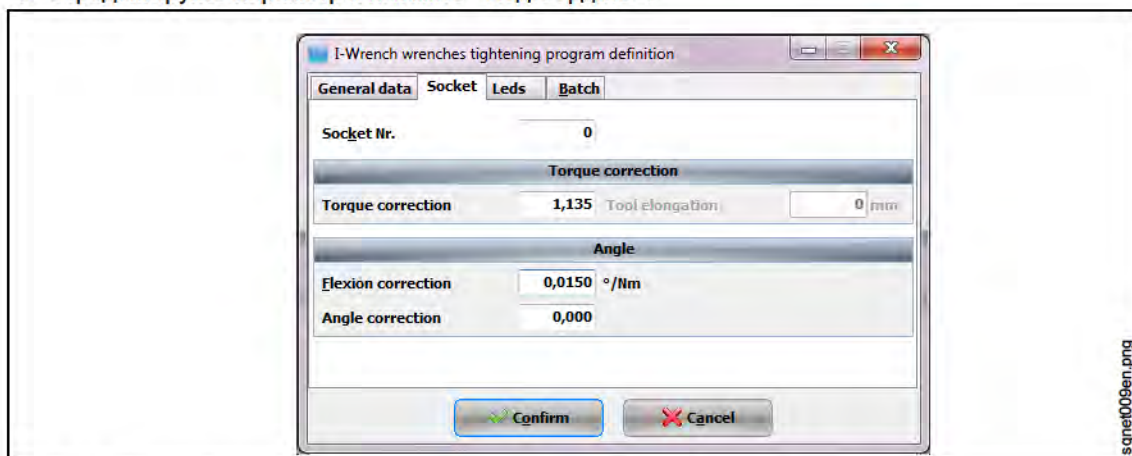 I-Wrench wrenches tightening program definition
General data Socket Leds Batch
Socket Nr. 0
Torque correction
Torque correction 1,135 Tool elongation 0 mm
Angle
Flexion correction 0,0150 °/Nm
Angle correction 0,000
Confirm Cancel
sqnet009en.png